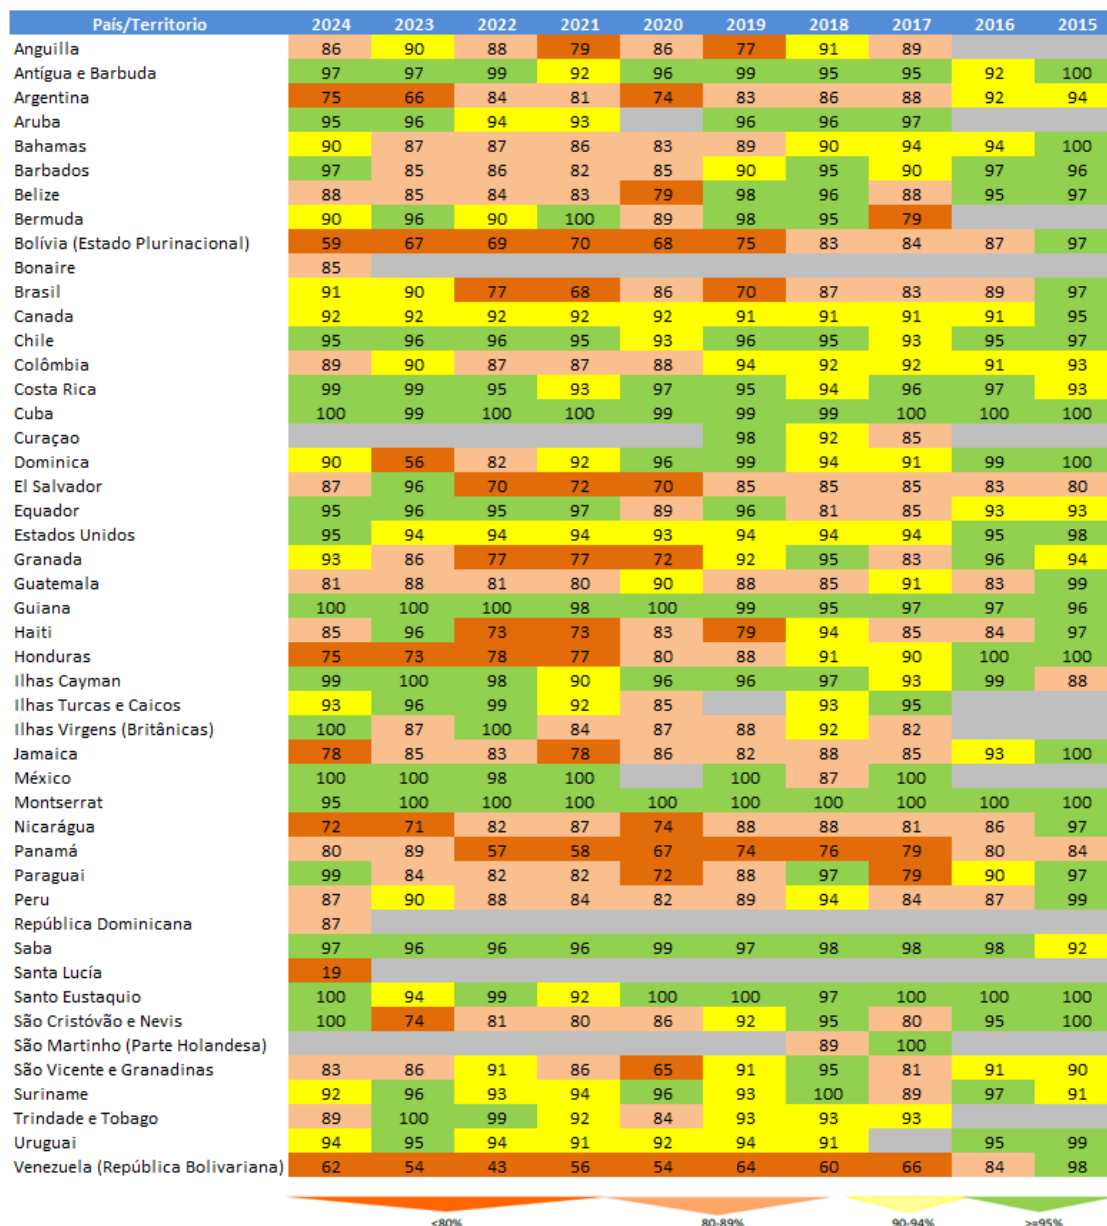 País/Territorio 2024 2023 2022 2021 2020 2019 2018 2017 2016 2015
Anguilla 86 90 88 79 86 77 91 89
Antígua e Barbuda 97 97 99 92 96 99 95 95 92 100
Argentina 75 66 84 81 74 83 86 88 92 94
Aruba 95 96 94 93 96 96 97
Bahamas 90 87 87 86 83 89 90 94 94 100
Barbados 97 85 86 82 85 90 95 90 97 96
Belize 88 85 84 83 79 98 96 88 95 97
Bermuda 90 96 90 100 89 98 95 79
Bolívia (Estado Plurinacional) 59 67 69 70 68 75 83 84 87 97
Bonaire 85
Brasil 91 90 77 68 86 70 87 83 89 97
Canada 92 92 92 92 92 91 91 91 91 95
Chile 95 96 96 95 93 96 95 93 95 97
Colômbia 89 90 87 87 88 94 92 92 91 93
Costa Rica 99 99 95 93 97 95 94 96 97 93
Cuba 100 99 100 100 99 99 99 100 100 100
Curaçao 98 92 85
Dominica 90 56 82 92 96 99 94 91 99 100
El Salvador 87 96 70 72 70 85 85 85 83 80
Equador 95 96 95 97 89 96 81 85 93 93
Estados Unidos 95 94 94 94 93 94 94 94 95 98
Granada 93 86 77 77 72 92 95 83 96 94
Guatemala 81 88 81 80 90 88 85 91 83 99
Guiana 100 100 100 98 100 99 95 97 97 96
Haiti 85 96 73 73 83 79 94 85 84 97
Honduras 75 73 78 77 80 88 91 90 100 100
Ilhas Cayman 99 100 98 90 96 96 97 93 99 88
Ilhas Turcas e Caicos 93 96 99 92 85 93 95
Ilhas Virgens (Britânicas) 100 87 100 84 87 88 92 82
Jamaica 78 85 83 78 86 82 88 85 93 100
México 100 100 98 100 100 87 100
Montserrat 95 100 100 100 100 100 100 100 100 100
Nicarágua 72 71 82 87 74 88 88 81 86 97
Panamá 80 89 57 58 67 74 76 79 80 84
Paraguai 99 84 82 82 72 88 97 79 90 97
Peru 87 90 88 84 82 89 94 84 87 99
República Dominicana 87
Saba 97 96 96 96 99 97 98 98 98 92
Santa Lucía 19
Santo Eustaquio 100 94 99 92 100 100 97 100 100 100
São Cristóvão e Nevis 100 74 81 80 86 92 95 80 95 100
São Martinho (Parte Holandesa) 89 100
São Vicente e Granadinas 83 86 91 86 65 91 95 81 91 90
Suriname 92 96 93 94 96 93 100 89 97 91
Trindade e Tobago 89 100 99 92 84 93 93 93
Uruguai 94 95 94 91 92 94 91 95 99
Venezuela (República Bolivariana) 62 54 43 56 54 64 60 66 84 98
<80% 80-89% 90-94% >=95%